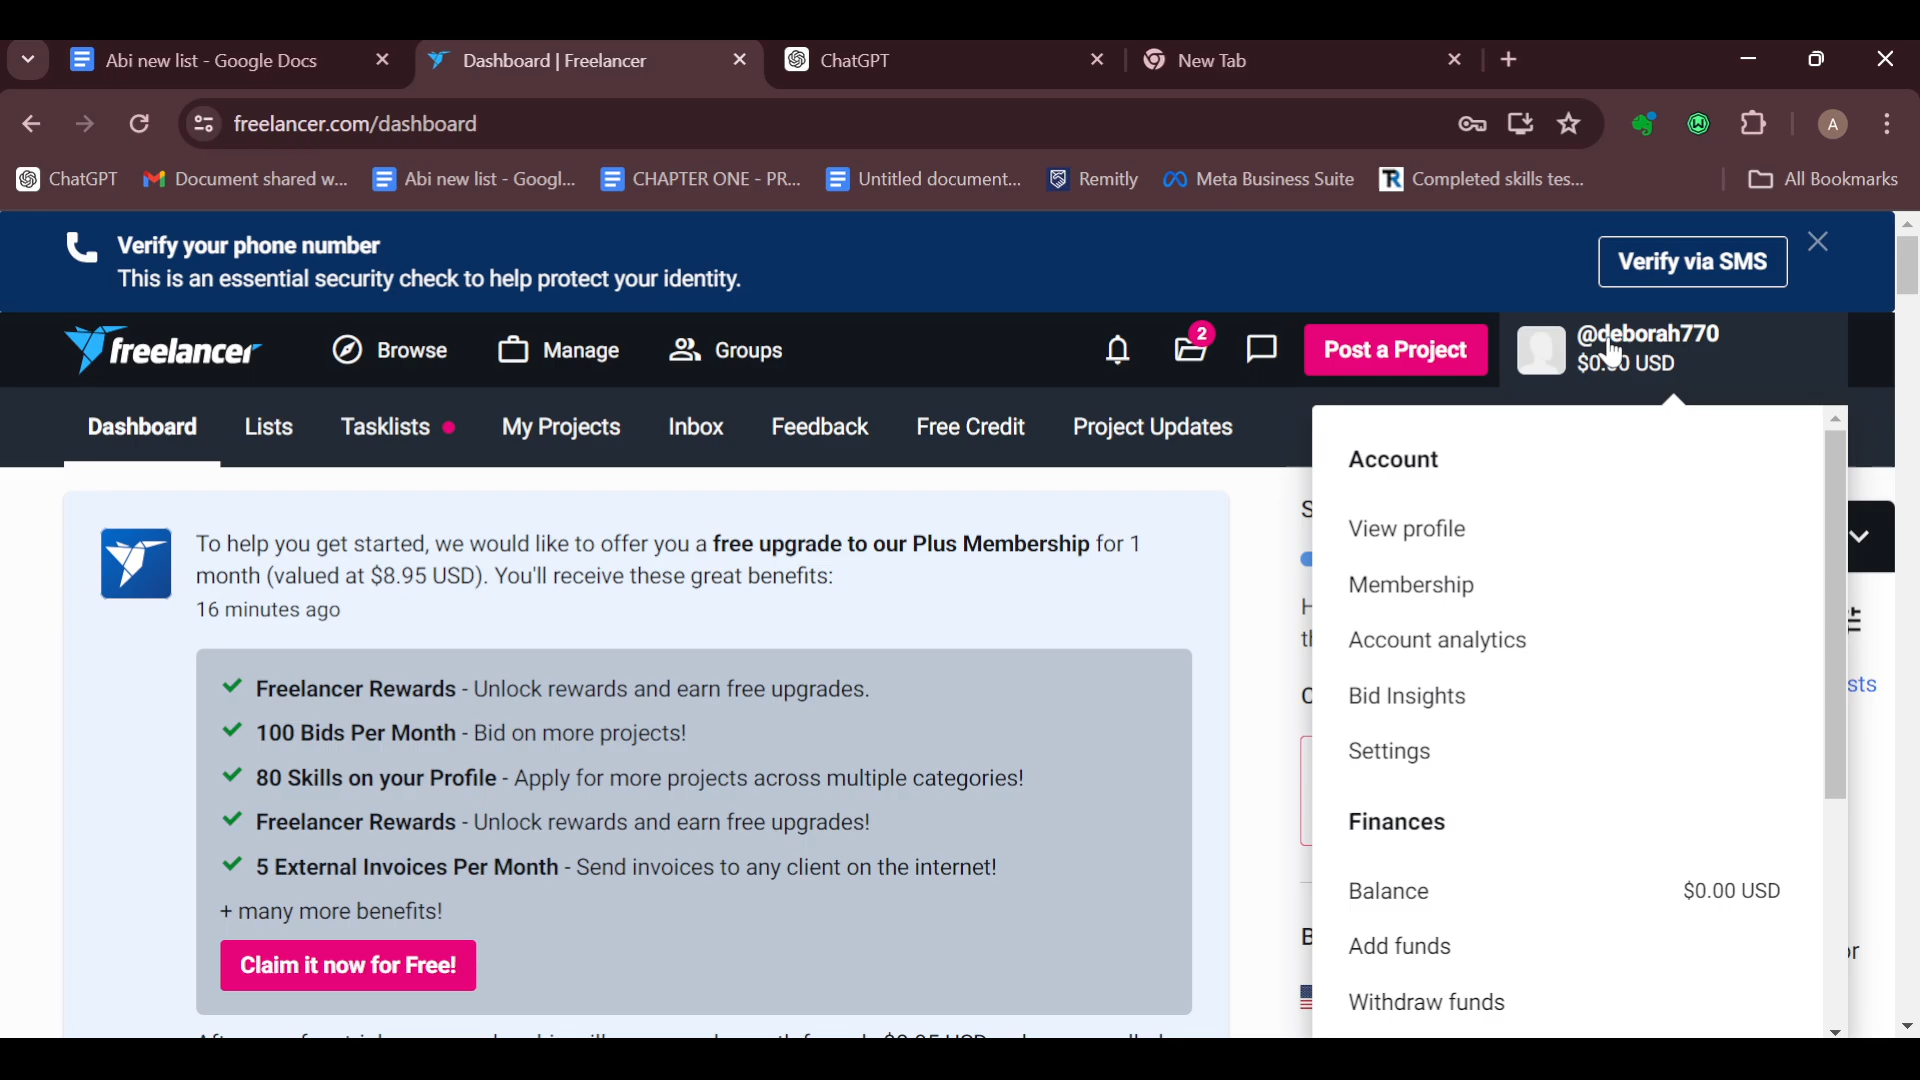 Abi new list - Google Docs
Dashboard | Freelancer
ChatGPT
New Tab
freelancer.com/dashboard
A
ChatGPT
Document shared w...
Abi new list - Googl...
CHAPTER ONE - PR...
Untitled document...
Remitly
Meta Business Suite
Completed skills tes...
All Bookmarks
Verify your phone number
This is an essential security check to help protect your identity.
Verify via SMS
freelancer
Browse
Manage
Groups
2
Post a Project
@deborah770
$0.00 USD
Dashboard
Lists
Tasklists
My Projects
Inbox
Feedback
Free Credit
Project Updates
To help you get started, we would like to offer you a free upgrade to our Plus Membership for 1
month (valued at $8.95 USD). You'll receive these great benefits:
16 minutes ago
Freelancer Rewards - Unlock rewards and earn free upgrades.
100 Bids Per Month - Bid on more projects!
80 Skills on your Profile - Apply for more projects across multiple categories!
Freelancer Rewards - Unlock rewards and earn free upgrades!
5 External Invoices Per Month - Send invoices to any client on the internet!
+ many more benefits!
Claim it now for Free!
Account
View profile
Membership
Account analytics
Bid Insights
Settings
Finances
Balance
$0.00 USD
Add funds
Withdraw funds